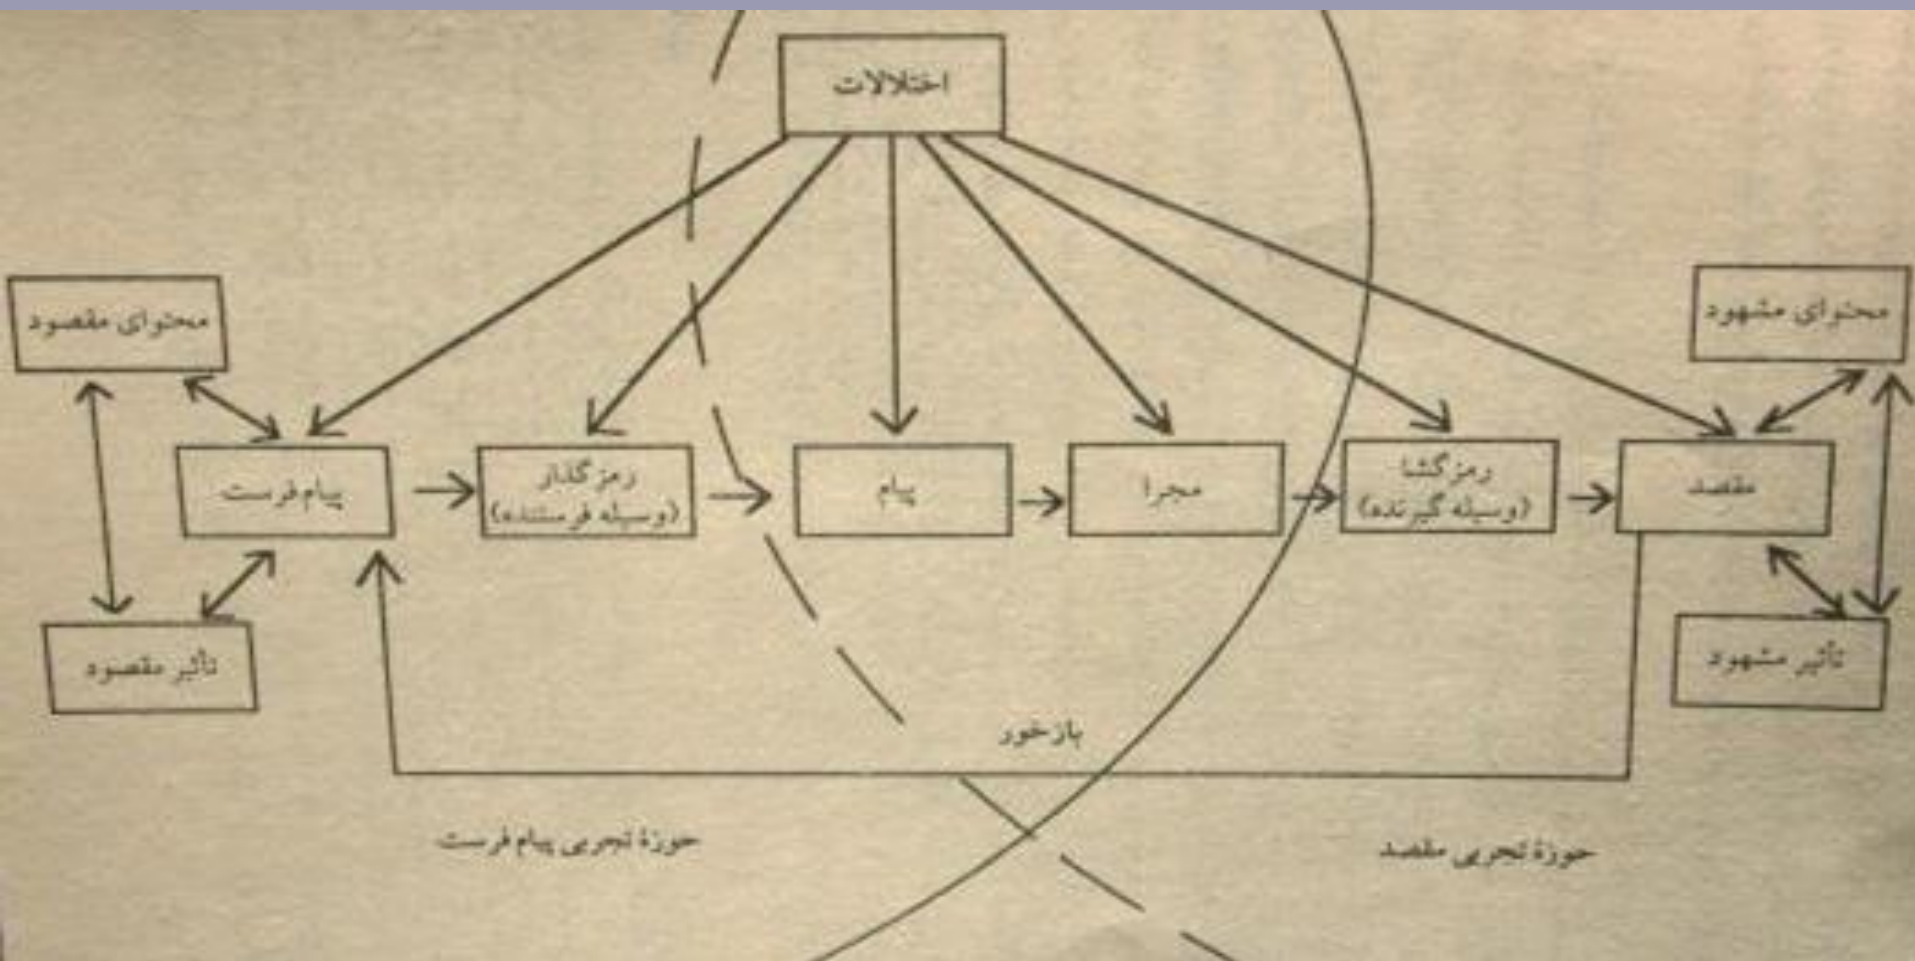 اختلالات
محتوای مقصود
محتوای مشهود
پیام فرست
رمزگذار
(وسیله فرستنده)
پیام
مجرا
رمزگشا
(وسیله گیرنده)
مقصد
تأثیر مقصود
تأثیر مشهود
بازخور
حوزهٔ تجربی پیام فرست
حوزهٔ تجربی مقصد